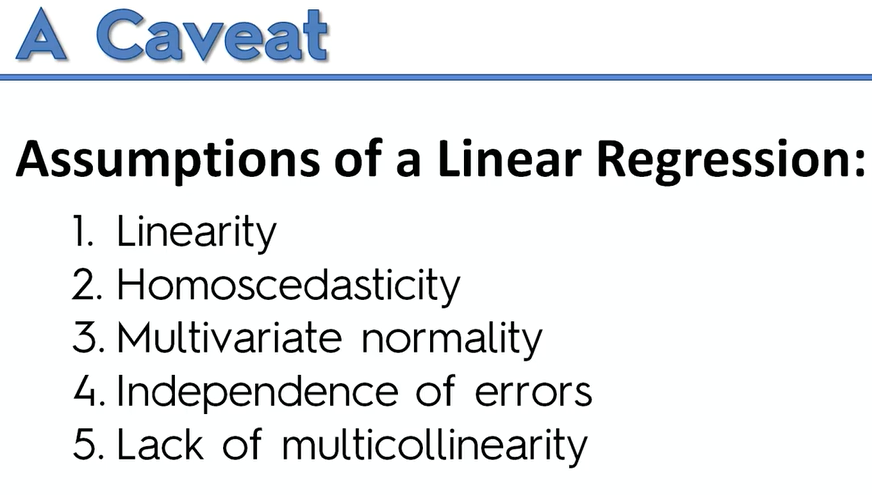 A Caveat
Assumptions of a Linear Regression:
1. Linearity
2. Homoscedasticity
3. Multivariate normality
4. Independence of errors
5. Lack of multicollinearity